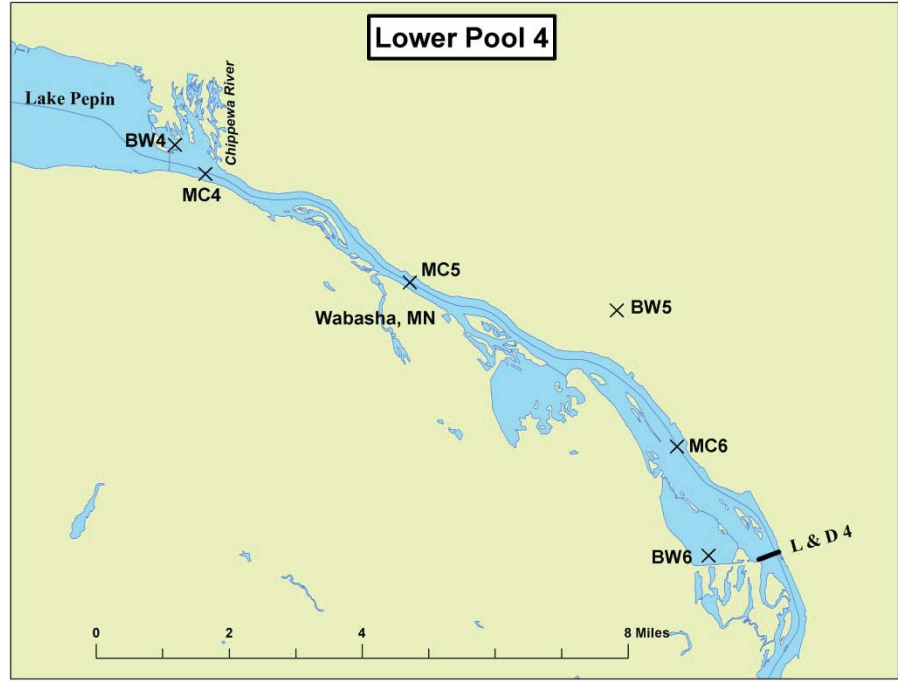 Lower Pool 4
Lake Pepin
Chippewa River
BW4
MC4
MC5
Wabasha, MN
BW5
MC6
BW6
L & D 4
0 2 4 8 Miles